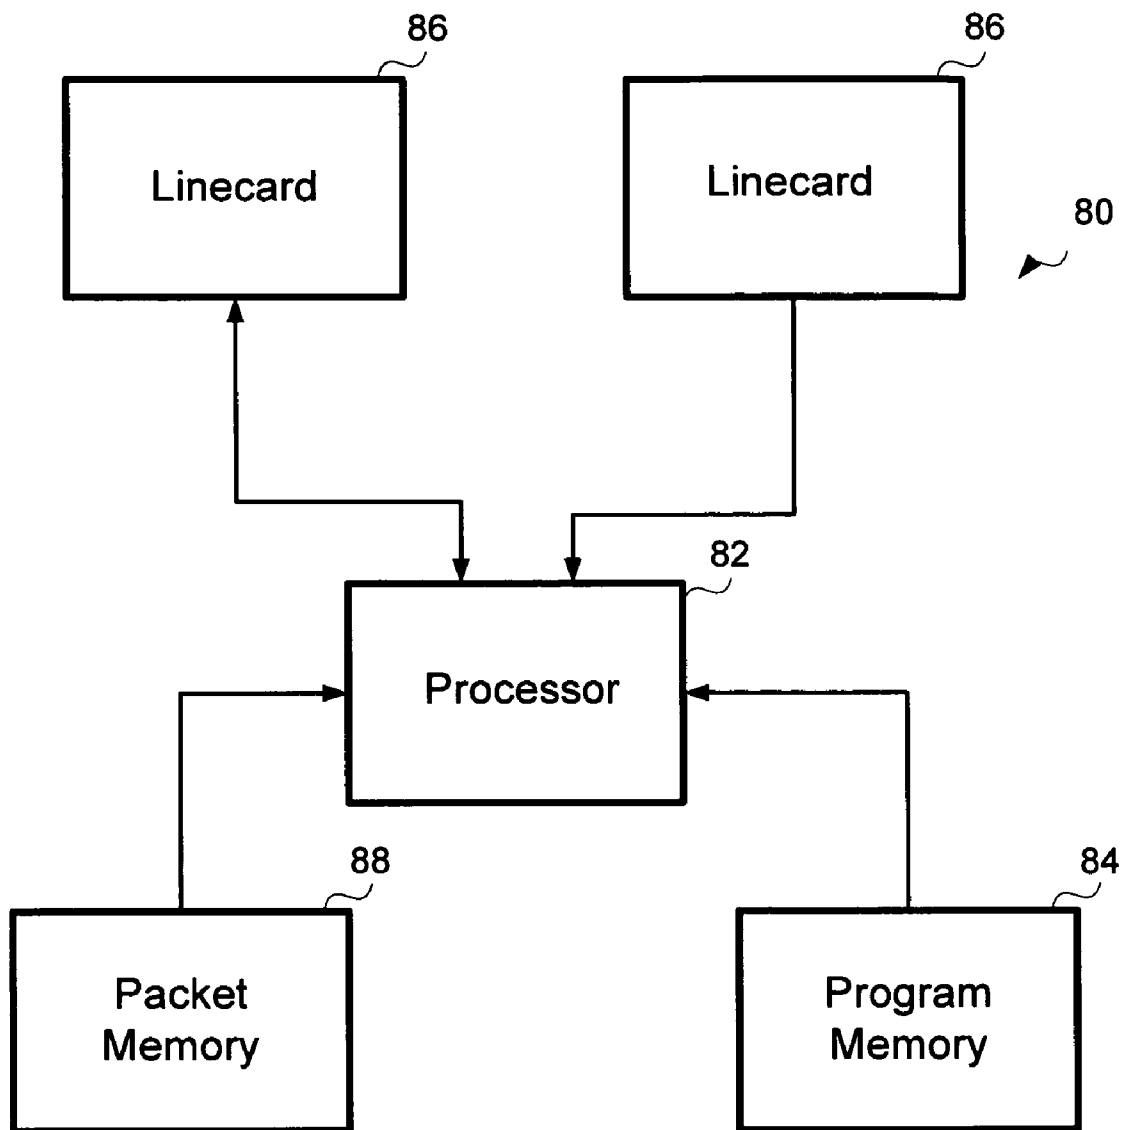 86
86
Linecard
Linecard
80
82
Processor
88
84
Packet
Memory
Program
Memory